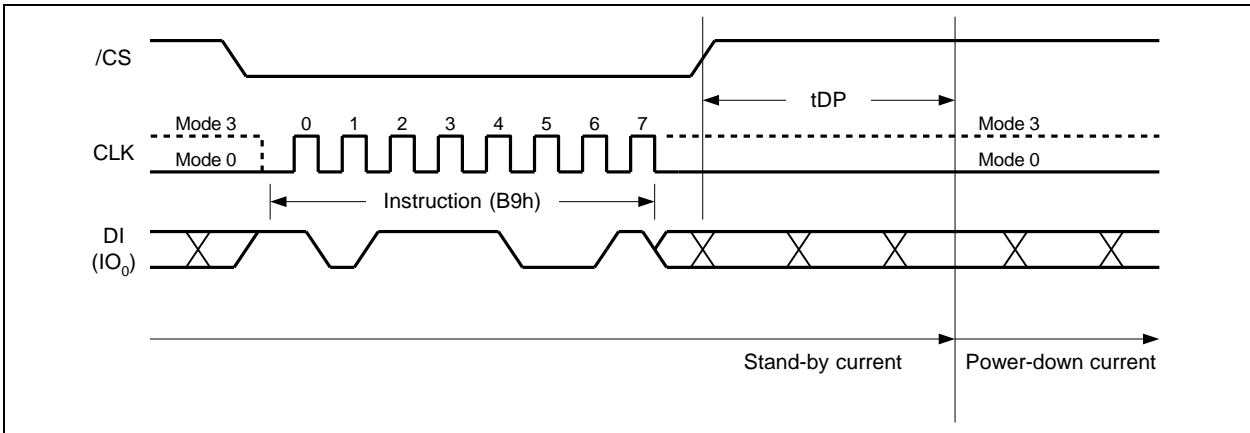 /CS
tDP
Mode 3 0 1 2 3 4 5 6 7 Mode 3
CLK
Mode 0 Mode 0
Instruction (B9h)
DI
(IO₀)
Stand-by current Power-down current